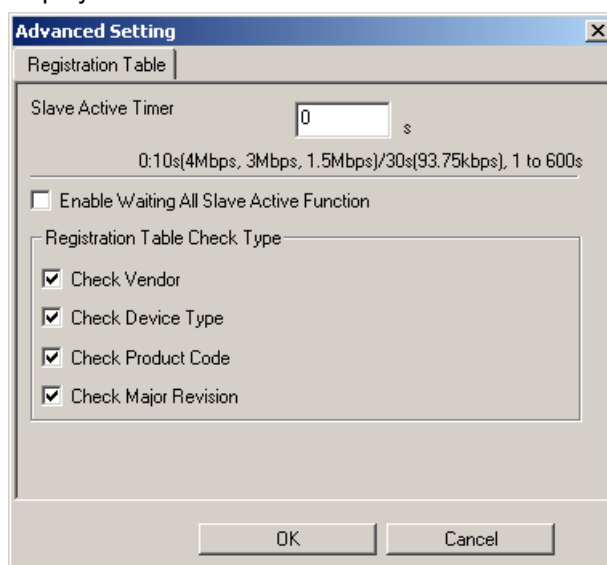 Advanced Setting
Registration Table
Slave Active Timer
0
s
0:10s(4Mbps, 3Mbps, 1.5Mbps)/30s(93.75kbps), 1 to 600s
Enable Waiting All Slave Active Function
Registration Table Check Type
Check Vendor
Check Device Type
Check Product Code
Check Major Revision
OK Cancel